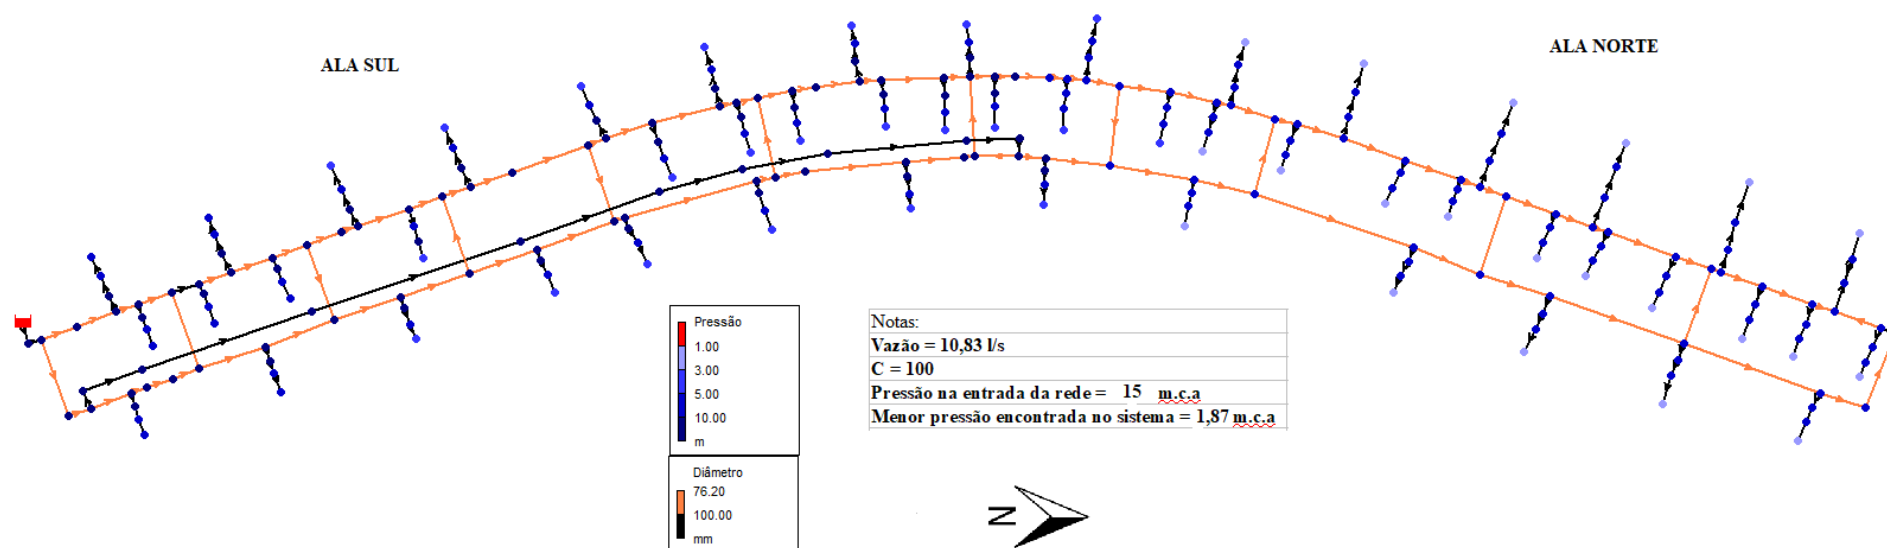 ALA SUL
ALA NORTE
Pressão
1.00
3.00
5.00
10.00
m
Diâmetro
76.20
100.00
mm
Notas:
Vazão = 10,83 l/s
C = 100
Pressão na entrada da rede = 15 m.c.a
Menor pressão encontrada no sistema = 1,87 m.c.a
N